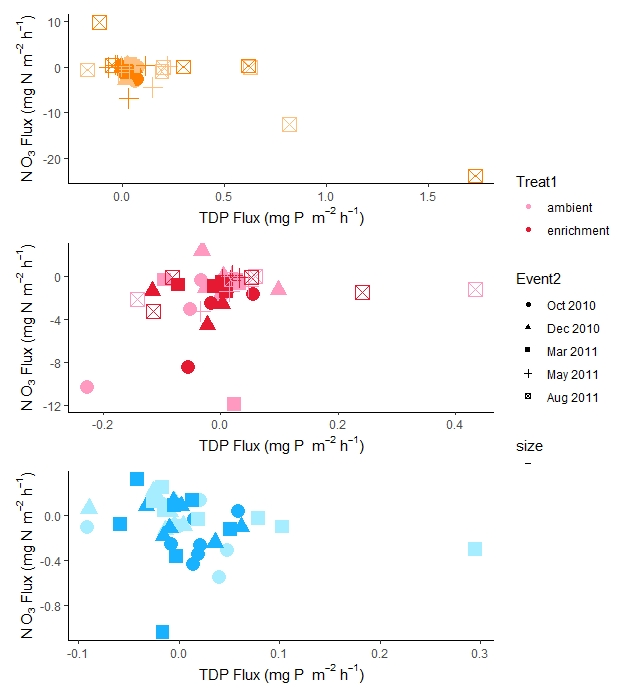 NO₃ Flux (mg N m⁻² h⁻¹)
10
0
-10
-20
0.0 0.5 1.0 1.5
TDP Flux (mg P m⁻² h⁻¹)
NO₃ Flux (mg N m⁻² h⁻¹)
0
-4
-8
-12
-0.2 0.0 0.2 0.4
TDP Flux (mg P m⁻² h⁻¹)
NO₃ Flux (mg N m⁻² h⁻¹)
0.0
-0.4
-0.8
-0.1 0.0 0.1 0.2 0.3
TDP Flux (mg P m⁻² h⁻¹)
Treat1
ambient
enrichment
Event2
Oct 2010
Dec 2010
Mar 2011
May 2011
Aug 2011
size